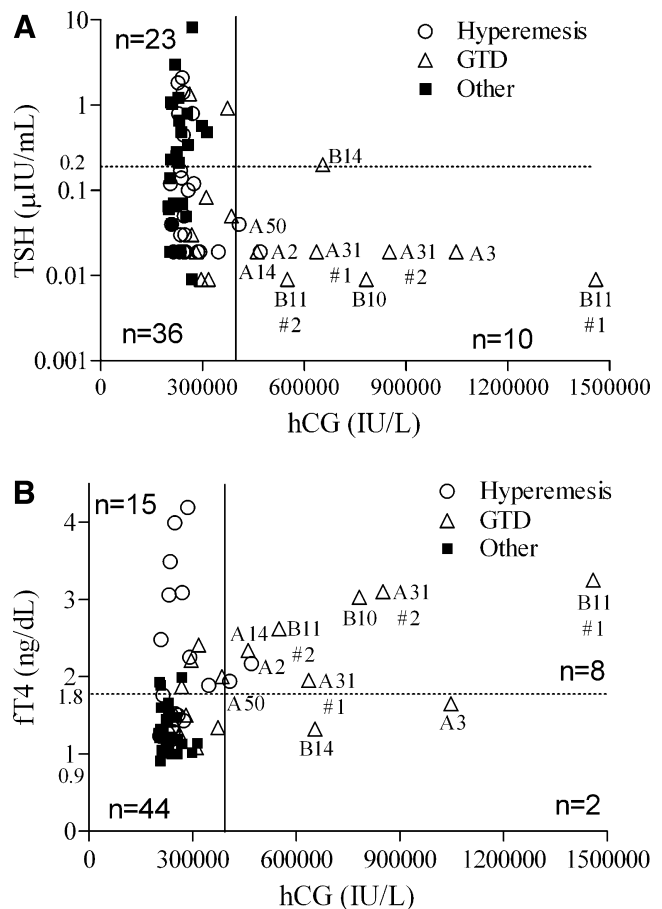 A
n=23
Hyperemesis
GTD
Other
TSH (μIU/mL)
10
1
0.2
0.1
0.01
0.001
B14
A50
A2
A31
#1
A31
#2
A3
A14
B11
#2
B10
B11
#1
n=36
n=10
0
300000
600000
900000
1200000
1500000
hCG (IU/L)
B
n=15
Hyperemesis
GTD
Other
fT4 (ng/dL)
4
3
2
1.8
1
0.9
0
A14
B11
#2
B10
A31
#2
B11
#1
A2
A31
#1
A50
B14
A3
n=8
n=44
n=2
0
300000
600000
900000
1200000
1500000
hCG (IU/L)